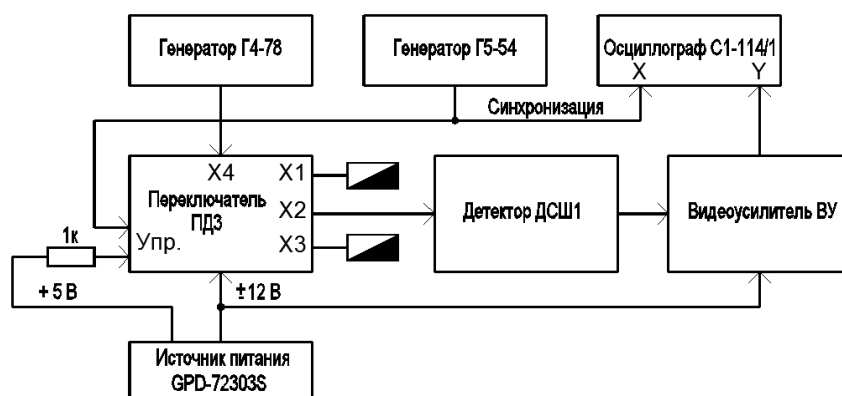 Генератор Г4-78
Генератор Г5-54
Осциллограф С1-114/1
X Y
Синхронизация
X4 X1
Переключатель
ПДЗ
X2
Детектор ДСШ1
Видеоусилитель ВУ
Упр.
X3
1к
+ 5 В
±12 В
Источник питания
GPD-72303S